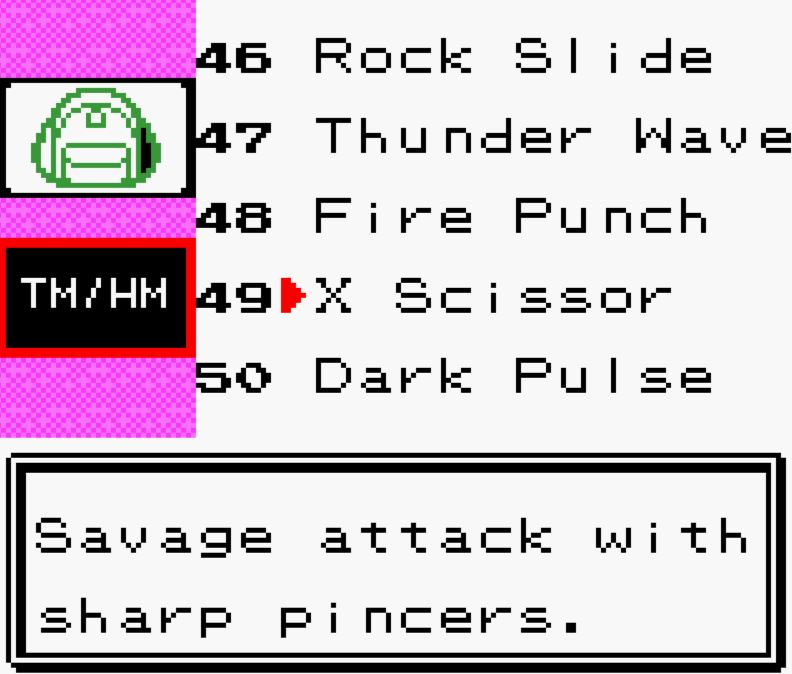 46 Rock Slide
47 Thunder Wave
48 Fire Punch
TM/HM
49 X Scissor
50 Dark Pulse
Savage attack with
sharp pincers.